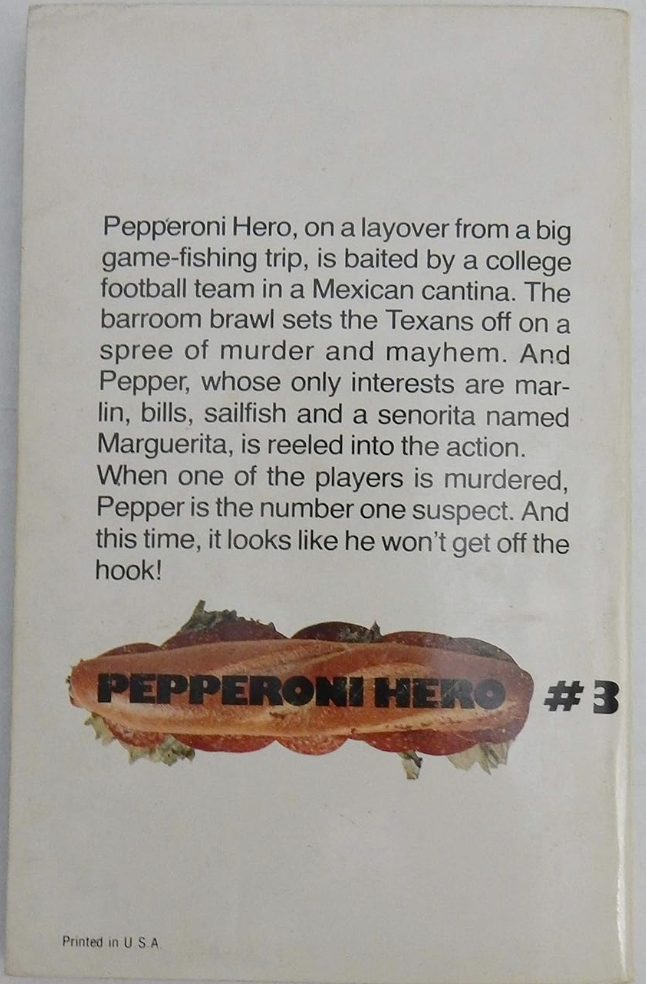 Pepperoni Hero, on a layover from a big
game-fishing trip, is baited by a college
football team in a Mexican cantina. The
barroom brawl sets the Texans off on a
spree of murder and mayhem. And
Pepper, whose only interests are mar-
lin, bills, sailfish and a senorita named
Marguerita, is reeled into the action.
When one of the players is murdered,
Pepper is the number one suspect. And
this time, it looks like he won't get off the
hook!
PEPPERONI HERO #3
Printed in U S A